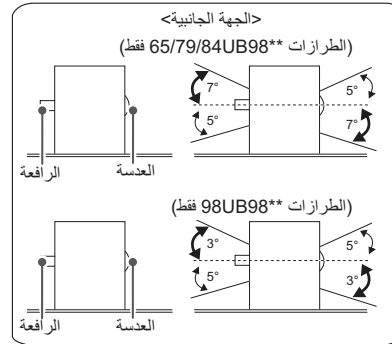 <الجهة الجانبية>
(الطرازات **65/79/84UB98 فقط)
7°
5°
5°
7°
الرافعة
العدسة
(الطرازات **98UB98 فقط)
3°
5°
5°
3°
الرافعة
العدسة